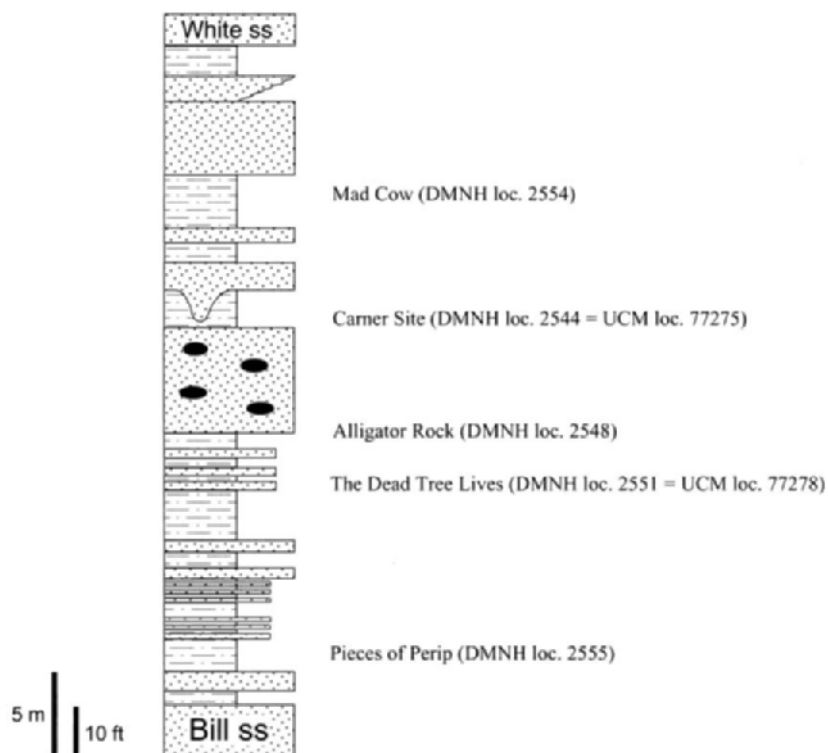 White ss
Mad Cow (DMNH loc. 2554)
Carner Site (DMNH loc. 2544 = UCM loc. 77275)
Alligator Rock (DMNH loc. 2548)
The Dead Tree Lives (DMNH loc. 2551 = UCM loc. 77278)
Pieces of Perip (DMNH loc. 2555)
5 m
10 ft
Bill ss